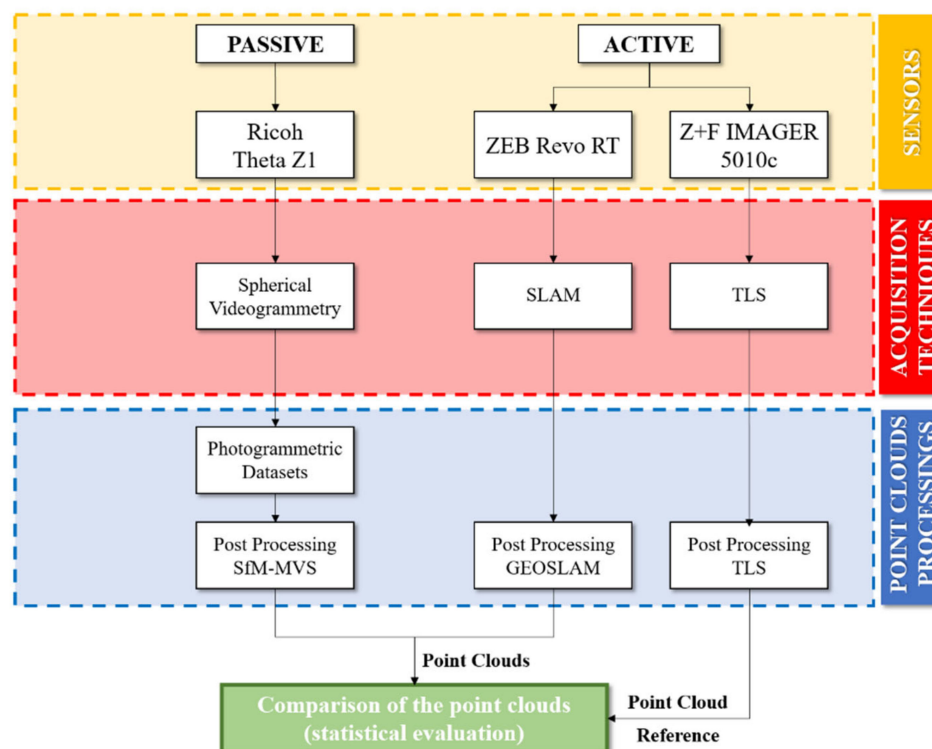 PASSIVE
ACTIVE
SENSORS
Ricoh
Theta Z1
ZEB Revo RT
Z+F IMAGER
5010c
ACQUISITION
TECHNIQUES
Spherical
Videogrammetry
SLAM
TLS
POINT CLOUDS
PROCESSINGS
Photogrammetric
Datasets
Post Processing
SfM-MVS
Post Processing
GEOSLAM
Post Processing
TLS
Point Clouds
Comparison of the point clouds
(statistical evaluation)
Point Cloud
Reference